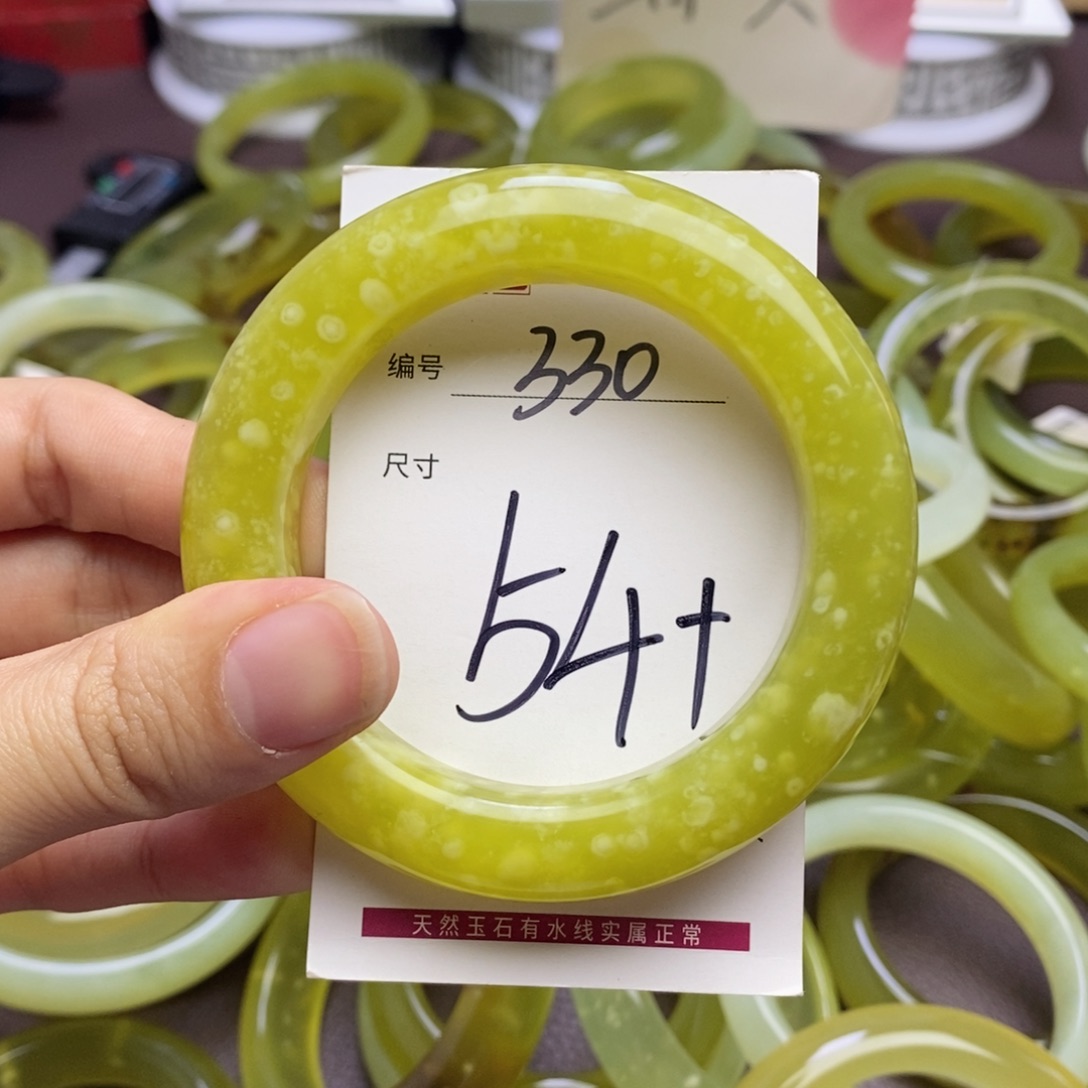 编号 330
尺寸
54+
天然玉石有水线实属正常